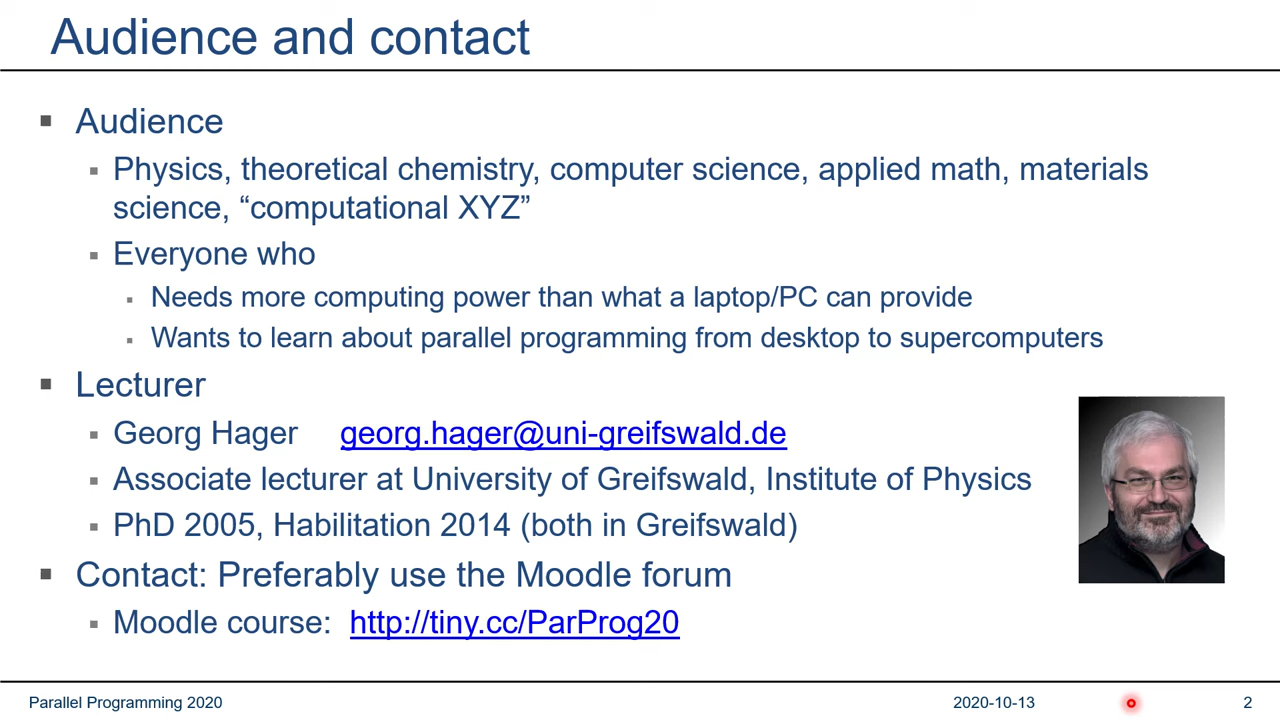 Audience and contact
Audience
Physics, theoretical chemistry, computer science, applied math, materials
science, “computational XYZ”
Everyone who
Needs more computing power than what a laptop/PC can provide
Wants to learn about parallel programming from desktop to supercomputers
Lecturer
Georg Hager georg.hager@uni-greifswald.de
Associate lecturer at University of Greifswald, Institute of Physics
PhD 2005, Habilitation 2014 (both in Greifswald)
Contact: Preferably use the Moodle forum
Moodle course: http://tiny.cc/ParProg20
Parallel Programming 2020 2020-10-13 2